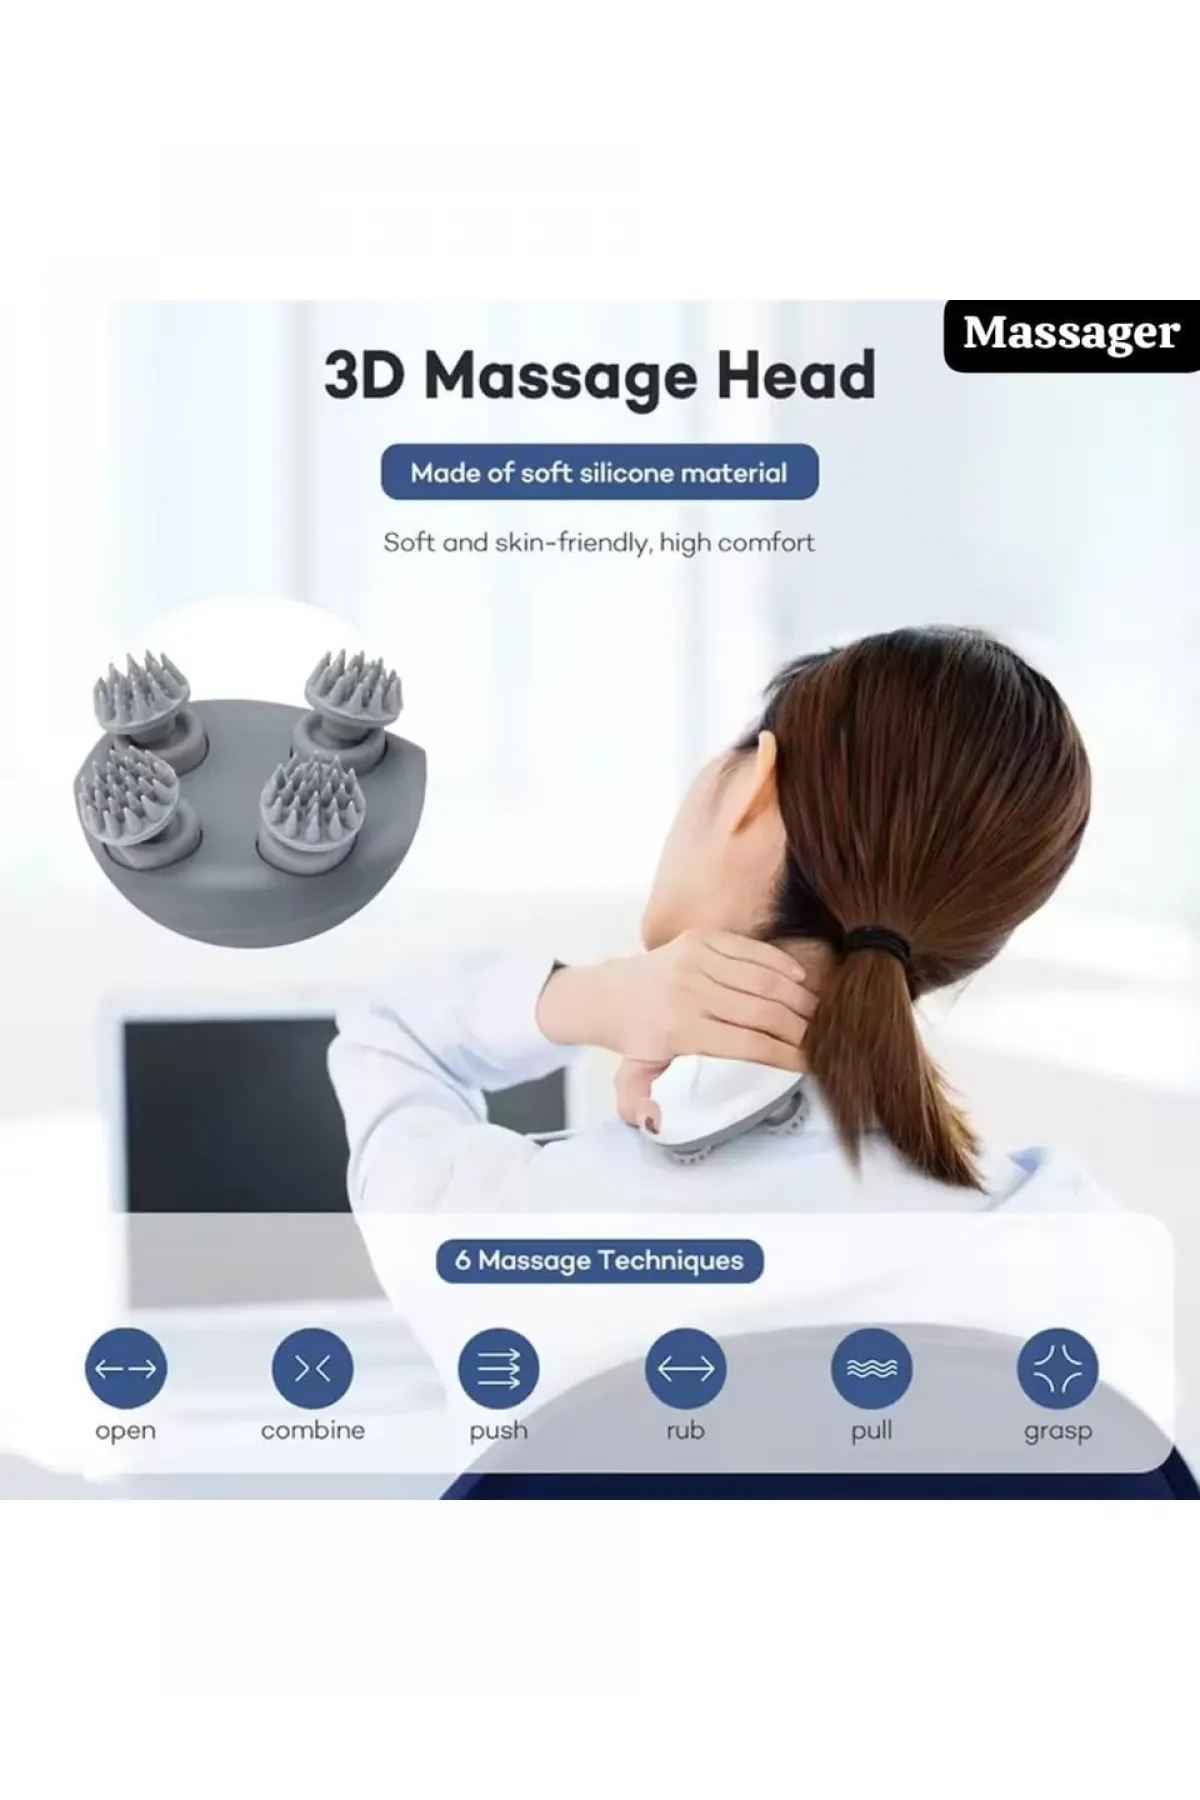 Massager
3D Massage Head
Made of soft silicone material
Soft and skin-friendly, high comfort
6 Massage Techniques
open combine push rub pull grasp